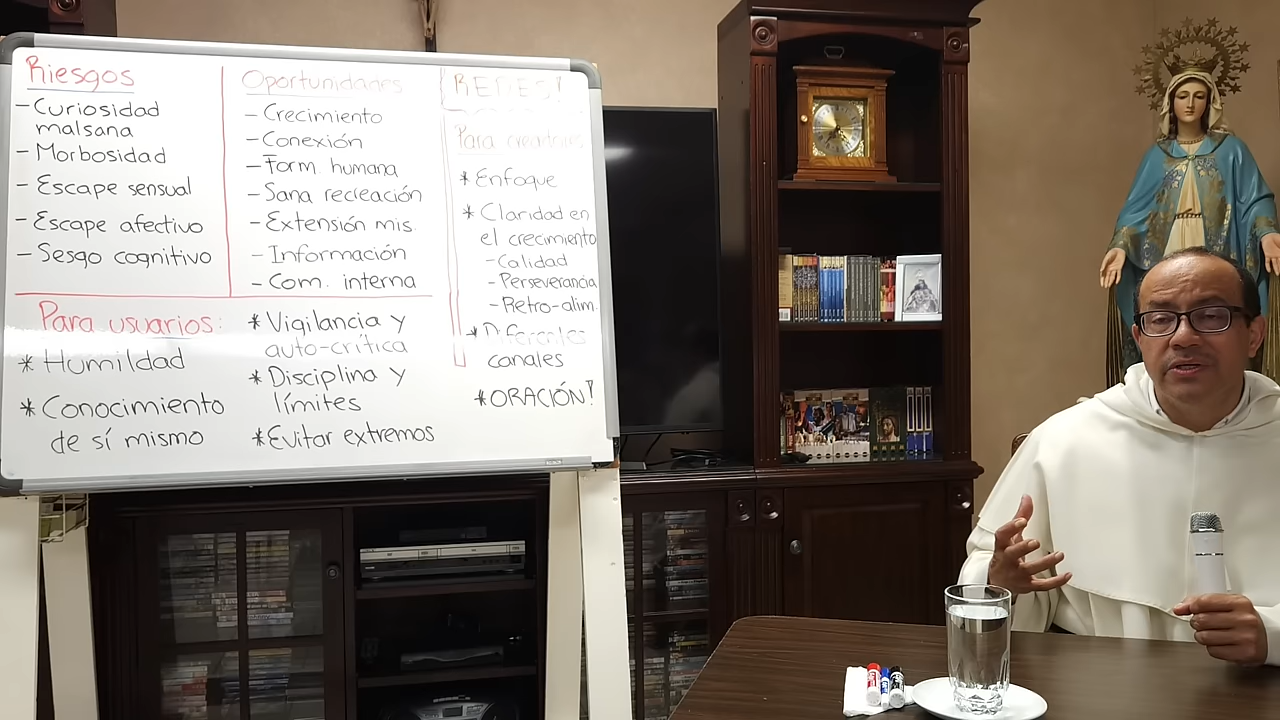 Riesgos
- Curiosidad
malsana
- Morbosidad
- Escape sensual
- Escape afectivo
- Sesgo cognitivo
Oportunidades
- Crecimiento
- Conexión
- Form humana
- Sana recreación
- Extensión mis.
- Información
- Com. interna
REDES!
Para creadores
* Enfoque
* Claridad en
el crecimiento
- Calidad
- Perseverancia
- Retro-alim.
* Diferentes
canales
* ORACIÓN!
Para usuarios:
* Humildad
* Conocimiento
de sí mismo
* Vigilancia y
auto-crítica
* Disciplina y
límites
* Evitar extremos